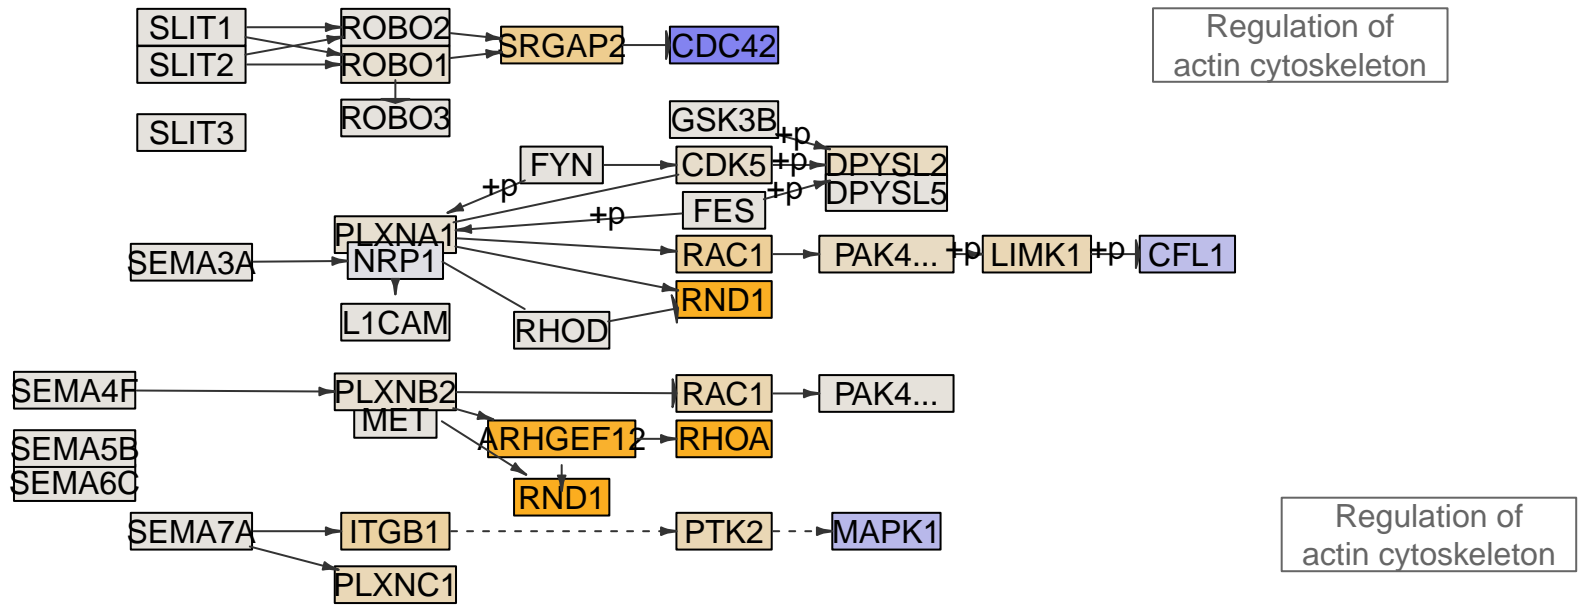 SLIT1
ROBO2
SRGAP2
CDC42
Regulation of
actin cytoskeleton
SLIT2
ROBO1
SLIT3
ROBO3
GSK3B
+p
FYN
CDK5
+p
DPYSL2
+p
FES
+p
DPYSL5
PLXNA1
+p
SEMA3A
NRP1
RAC1
PAK4...
+p
LIMK1
+p
CFL1
RND1
L1CAM
RHOD
SEMA4F
PLXNB2
RAC1
PAK4...
MET
ARHGEF12
RHOA
SEMA5B
SEMA6C
RND1
SEMA7A
ITGB1
PTK2
MAPK1
Regulation of
actin cytoskeleton
PLXNC1